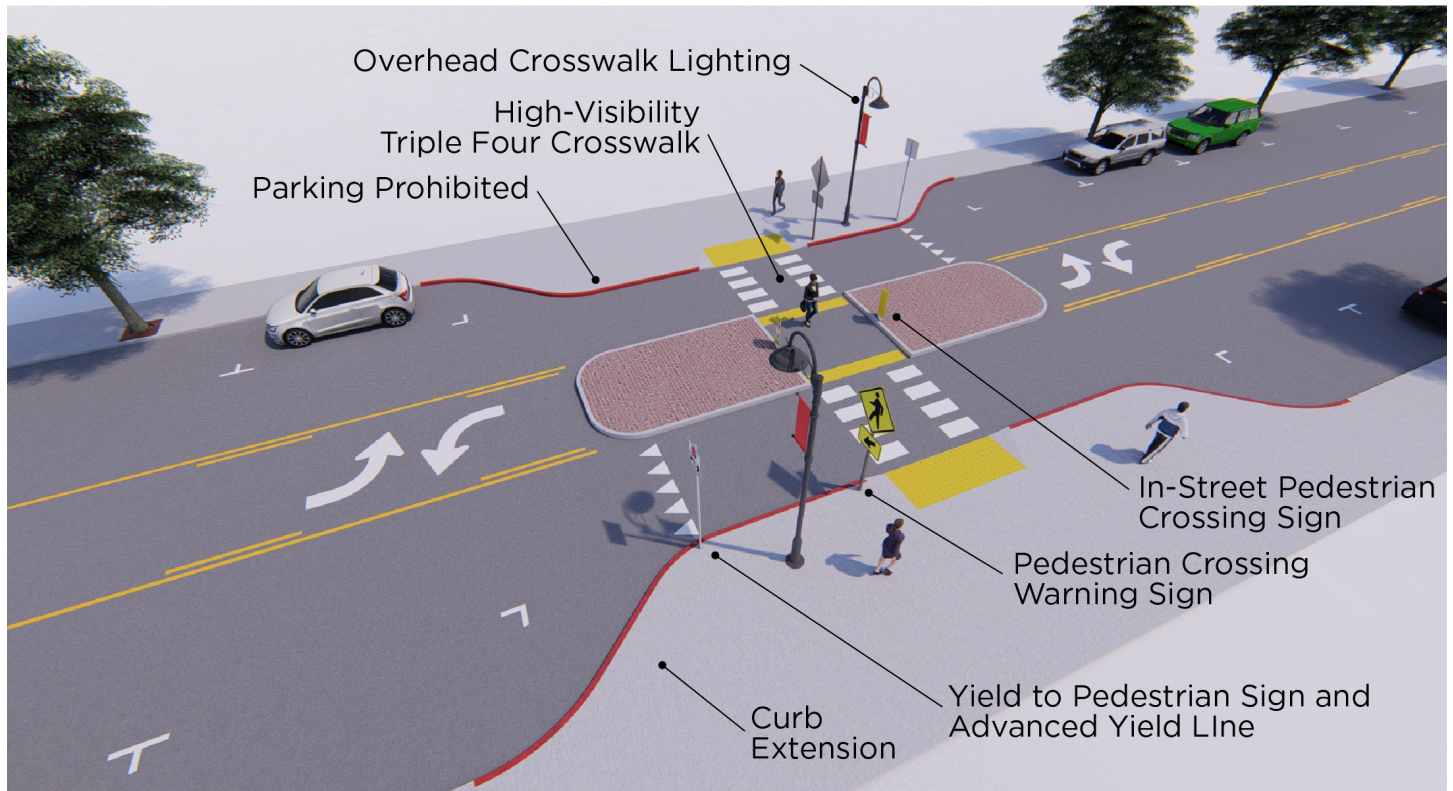 Overhead Crosswalk Lighting
High-Visibility
Triple Four Crosswalk
Parking Prohibited
In-Street Pedestrian
Crossing Sign
Pedestrian Crossing
Warning Sign
Yield to Pedestrian Sign and
Advanced Yield LIne
Curb
Extension